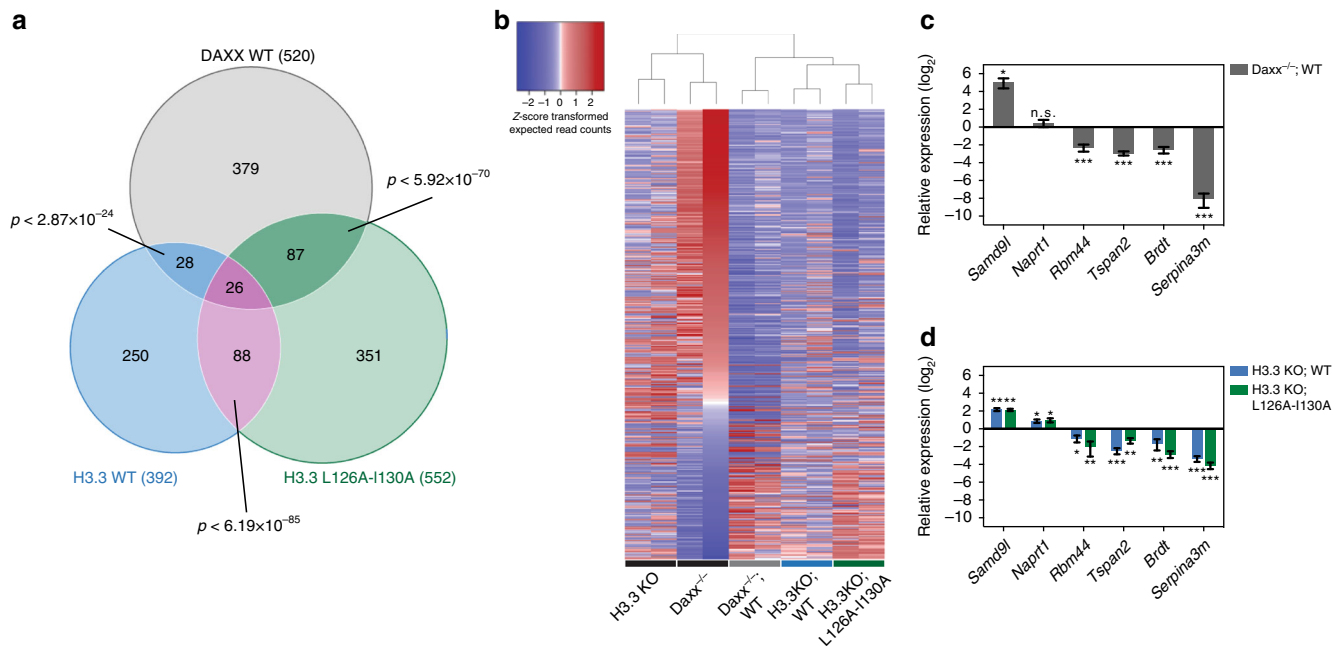 a
DAXX WT (520)
379
p < 5.92×10–70
p < 2.87×10–24
28
87
26
250
88
351
H3.3 WT (392)
H3.3 L126A-I130A (552)
p < 6.19×10–85
b
–2 –1 0 1 2
Z-score transformed
expected read counts
H3.3 KO
Daxx–/–
Daxx–/–;
WT
H3.3KO;
WT
H3.3KO;
L126A-I130A
c
Relative expression (log2)
6
4
2
0
–2
–4
–6
–8
–10
*
n.s.
***
***
***
***
Samd9l
Naprt1
Rbm44
Tspan2
Brdt
Serpina3m
Daxx–/–; WT
d
Relative expression (log2)
6
4
2
0
–2
–4
–6
–8
–10
****
* *
* **
*** **
** ***
*** ***
Samd9l
Naprt1
Rbm44
Tspan2
Brdt
Serpina3m
H3.3 KO; WT
H3.3 KO;
L126A-I130A